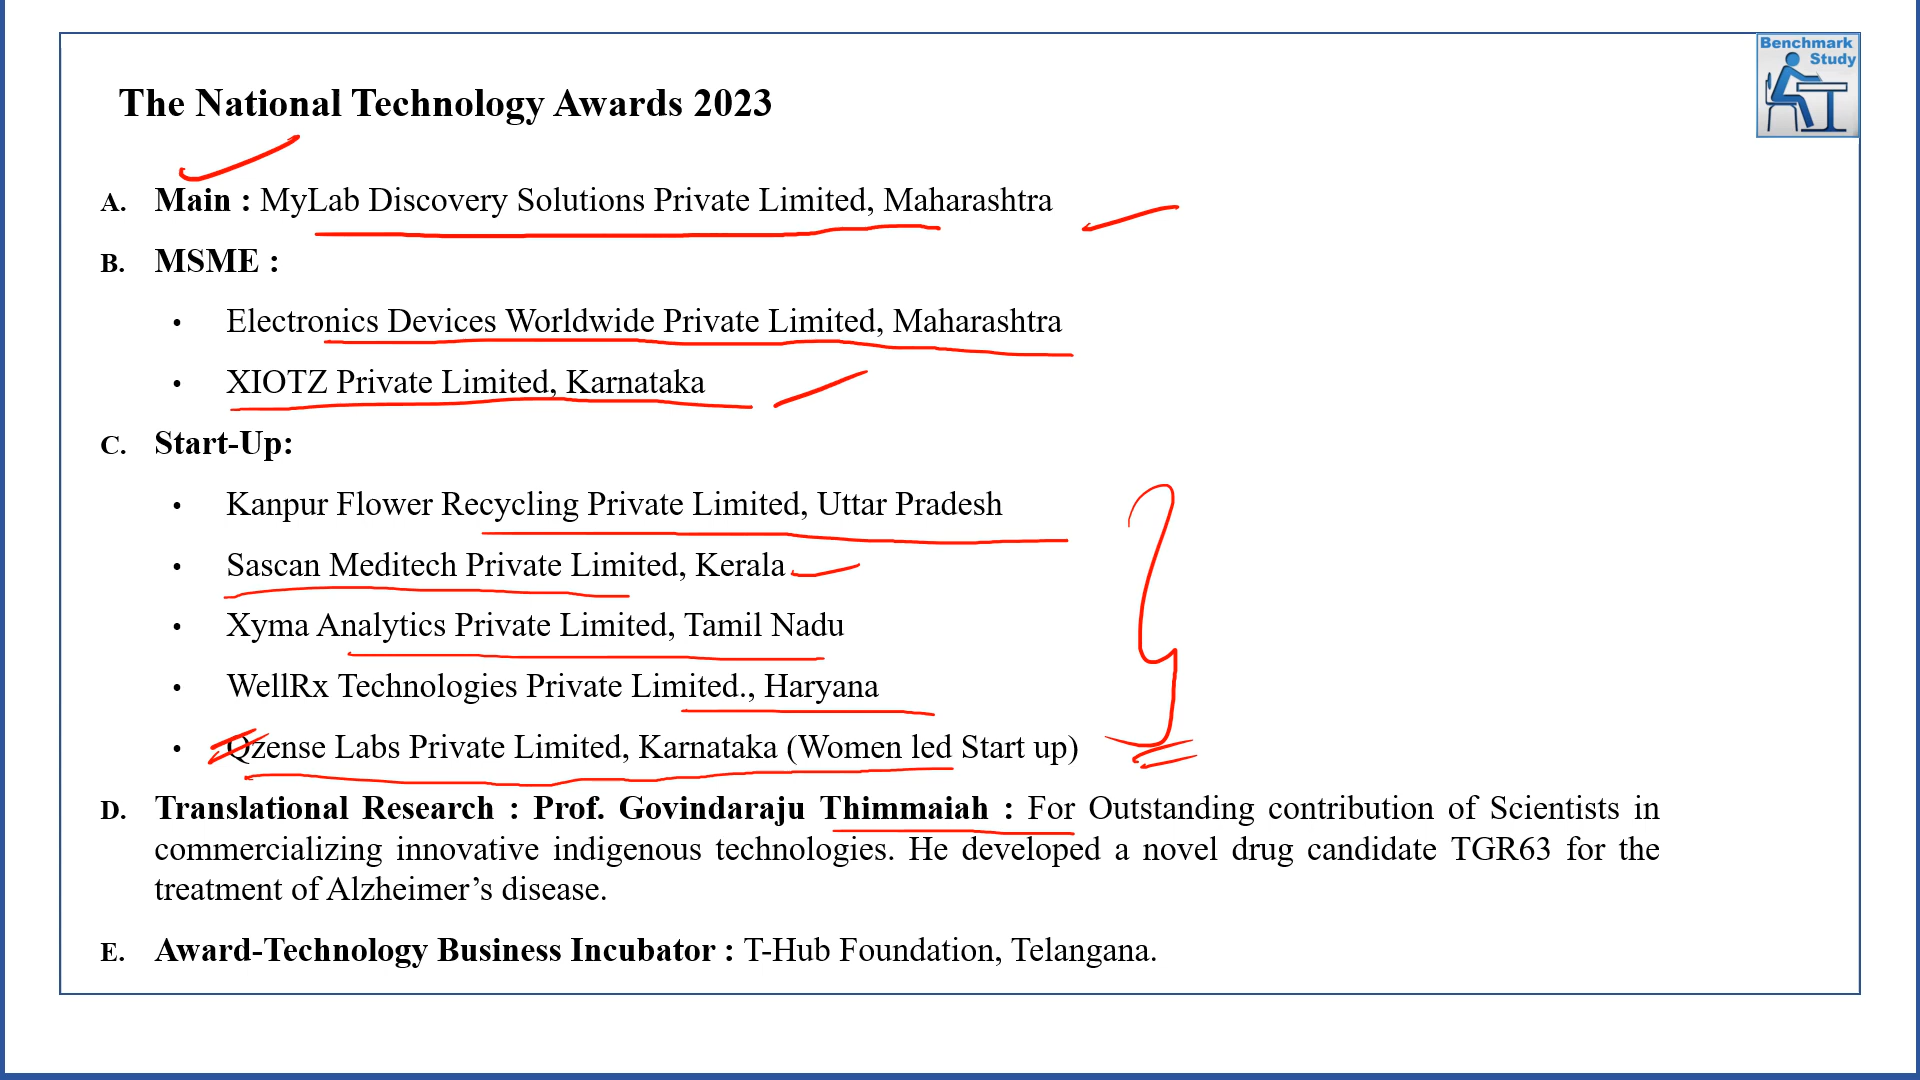 Benchmark
Study
The National Technology Awards 2023
A. Main : MyLab Discovery Solutions Private Limited, Maharashtra
B. MSME :
• Electronics Devices Worldwide Private Limited, Maharashtra
• XIOTZ Private Limited, Karnataka
C. Start-Up:
• Kanpur Flower Recycling Private Limited, Uttar Pradesh
• Sascan Meditech Private Limited, Kerala
• Xyma Analytics Private Limited, Tamil Nadu
• WellRx Technologies Private Limited., Haryana
• Qzense Labs Private Limited, Karnataka (Women led Start up)
D. Translational Research : Prof. Govindaraju Thimmaiah : For Outstanding contribution of Scientists in
commercializing innovative indigenous technologies. He developed a novel drug candidate TGR63 for the
treatment of Alzheimer’s disease.
E. Award-Technology Business Incubator : T-Hub Foundation, Telangana.